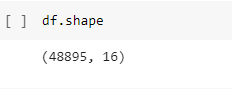 [ ] df.shape
(48895, 16)